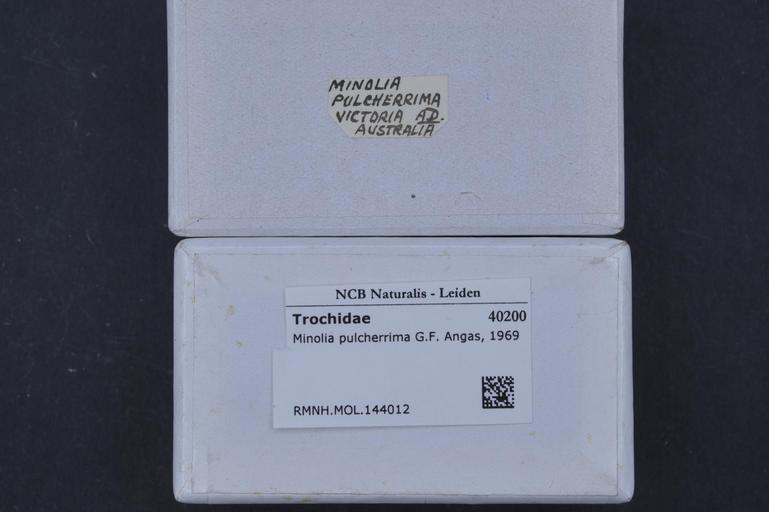 MINOLIA
PULCHERRIMA
VICTORIA AD.
AUSTRALIA
NCB Naturalis - Leiden
Trochidae 40200
Minolia pulcherrima G.F. Angas, 1969
RMNH.MOL.144012